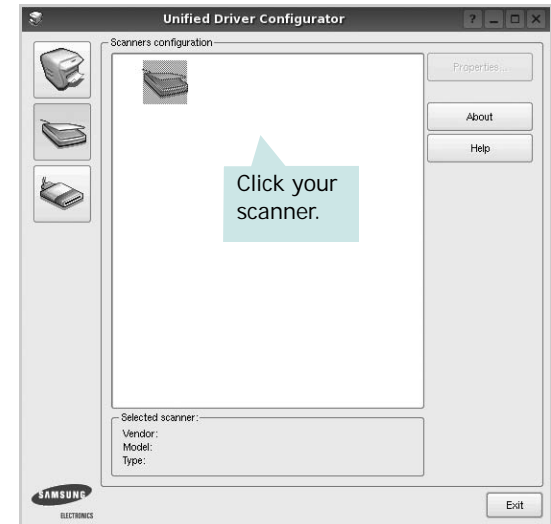 Unified Driver Configurator
Scanners configuration
Properties...
About
Help
Click your
scanner.
Selected scanner:
Vendor:
Model:
Type:
SAMSUNG
ELECTRONICS
Exit